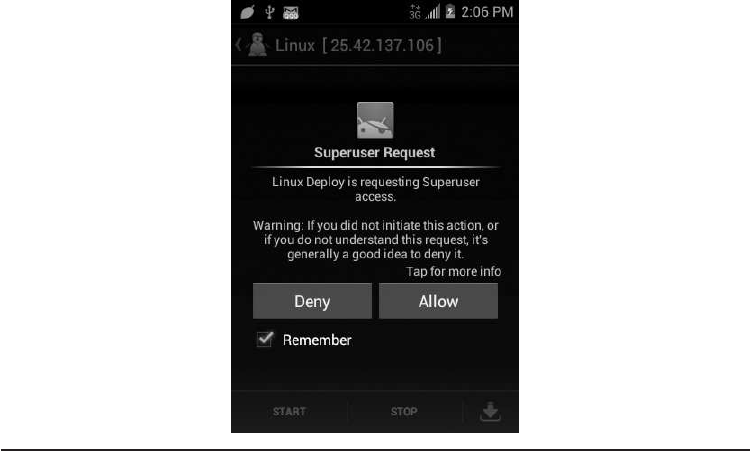 3G 2:06 PM
Linux [ 25.42.137.106 ]
Superuser Request
Linux Deploy is requesting Superuser
access.
Warning: If you did not initiate this action, or
if you do not understand this request, it's
generally a good idea to deny it.
Tap for more info
Deny Allow
Remember
START STOP